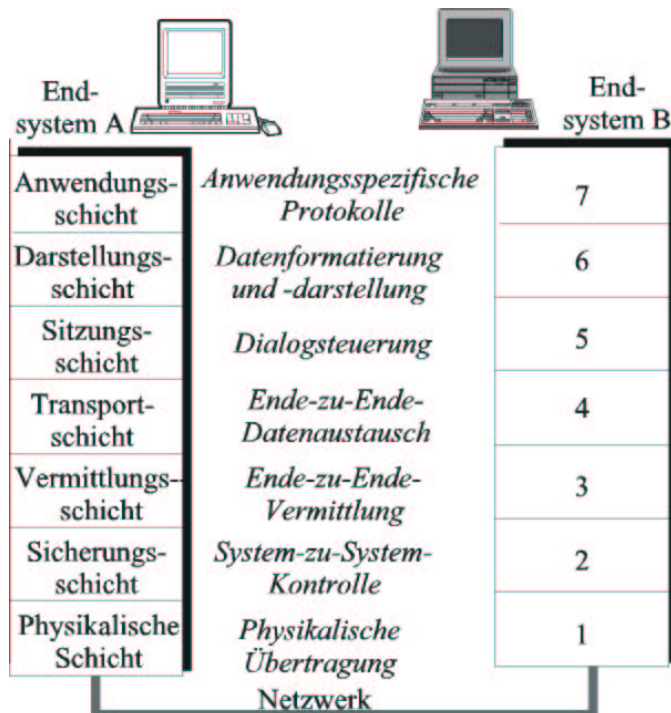 End-
system A
End-
system B
Anwendungs-
schicht
Anwendungsspezifische
Protokolle
7
Darstellungs-
schicht
Datenformatierung
und -darstellung
6
Sitzungs-
schicht
Dialogsteuerung
5
Transport-
schicht
Ende-zu-Ende-
Datenaustausch
4
Vermittlungs-
schicht
Ende-zu-Ende-
Vermittlung
3
Sicherungs-
schicht
System-zu-System-
Kontrolle
2
Physikalische
Schicht
Physikalische
Übertragung
1
Netzwerk